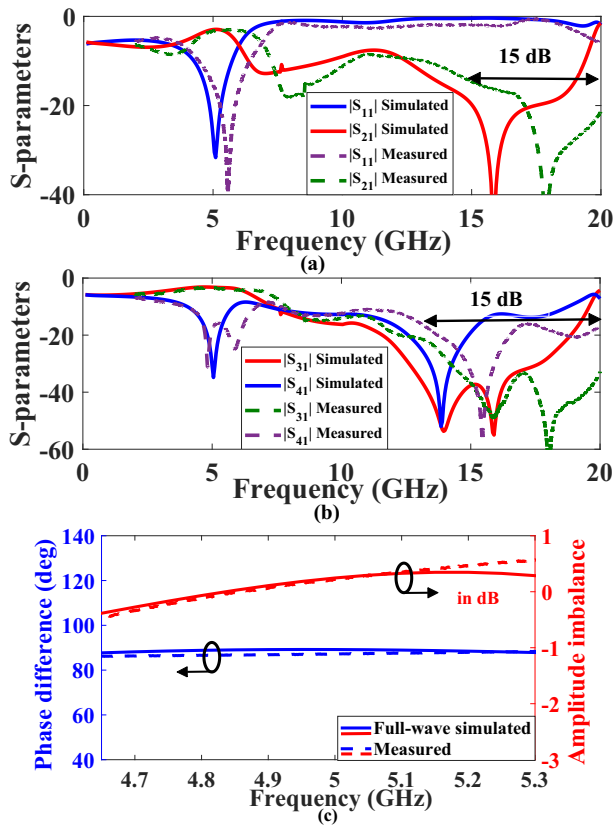 (a)
S-parameters
0
-20
-40
15 dB
|S11| Simulated
|S21| Simulated
|S11| Measured
|S21| Measured
0 5 10 15 20
Frequency (GHz)
(b)
S-parameters
0
-20
-40
-60
15 dB
|S31| Simulated
|S41| Simulated
|S31| Measured
|S41| Measured
0 5 10 15 20
Frequency (GHz)
Phase difference (deg)
140
120
100
80
60
40
1
0
-1
-2
-3
Amplitude imbalance
in dB
Full-wave simulated
Measured
4.7 4.8 4.9 5 5.1 5.2 5.3
Frequency (GHz)
(c)